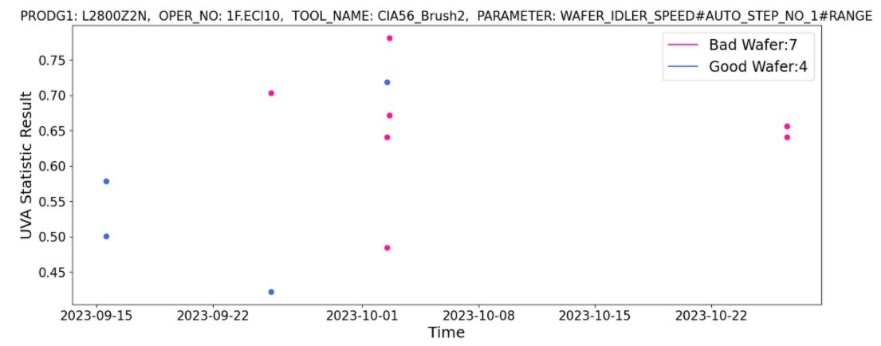 PRODG1: L2800Z2N, OPER_NO: 1F.ECI10, TOOL_NAME: CIA56_Brush2, PARAMETER: WAFER_IDLER_SPEED#AUTO_STEP_NO_1#RANGE
Bad Wafer:7
Good Wafer:4
UVA Statistic Result
0.75
0.70
0.65
0.60
0.55
0.50
0.45
2023-09-15 2023-09-22 2023-10-01 2023-10-08 2023-10-15 2023-10-22
Time